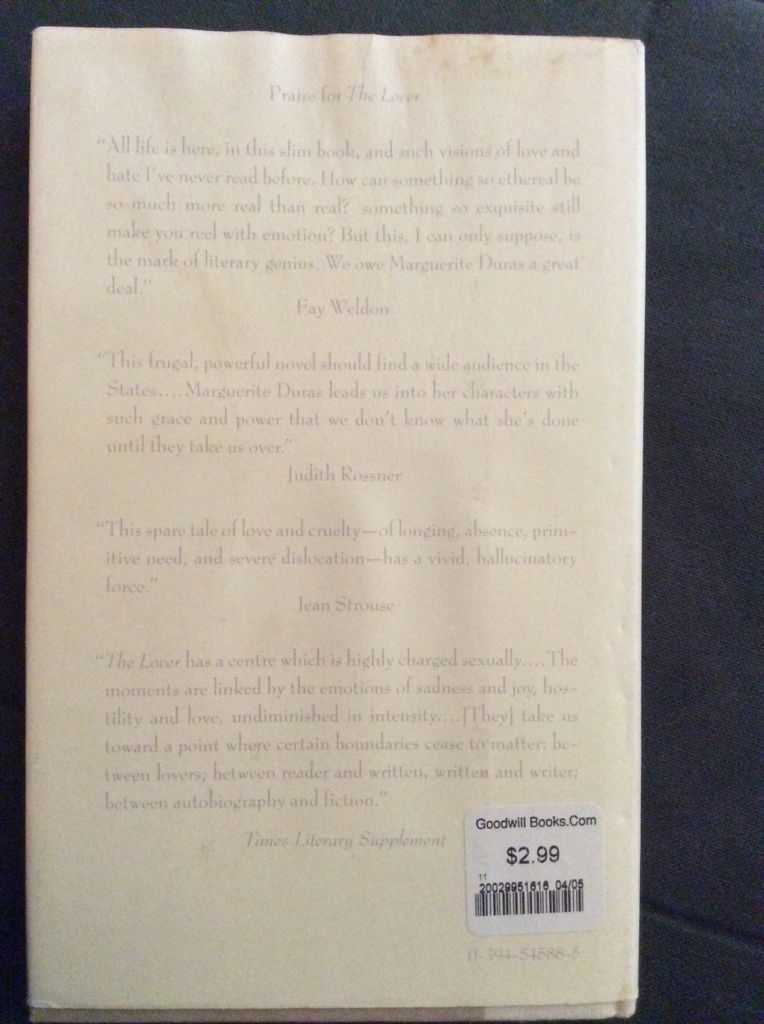 Praise for The Lover
"All life is here, in this slim book, and such visions of love and
hate I've never read before. How can something so ethereal be
so much more real than real? something so exquisite still
make you reel with emotion? But this, I can only suppose, is
the mark of literary genius. We owe Marguerite Duras a great
deal."
Fay Weldon
"This frugal, powerful novel should find a wide audience in the
States....Marguerite Duras leads us into her characters with
such grace and power that we don't know what she's done
until they take us over."
Judith Rossner
"This spare tale of love and cruelty—of longing, absence, prim-
itive need, and severe dislocation—has a vivid, hallucinatory
force."
Jean Strouse
"The Lover has a centre which is highly charged sexually....The
moments are linked by the emotions of sadness and joy, hos-
tility and love, undiminished in intensity....[They] take us
toward a point where certain boundaries cease to matter: be-
tween lovers; between reader and written, written and writer;
between autobiography and fiction."
Times Literary Supplement
Goodwill Books.Com
$2.99
11
20029951616 04/05
0-394-54588-5